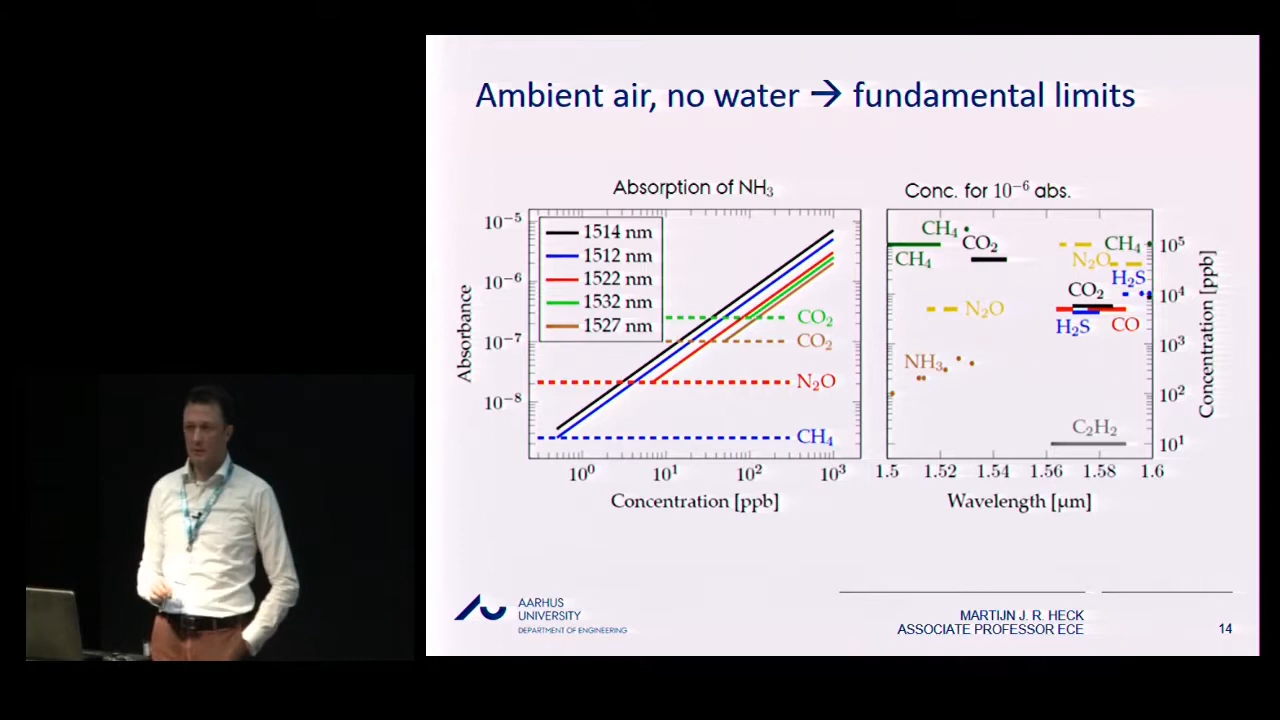 Ambient air, no water → fundamental limits
Absorption of NH₃
10⁻⁵
10⁻⁶
10⁻⁷
10⁻⁸
Absorbance
1514 nm
1512 nm
1522 nm
1532 nm
1527 nm
CO₂
CO₂
N₂O
CH₄
10⁰ 10¹ 10² 10³
Concentration [ppb]
Conc. for 10⁻⁶ abs.
CH₄
CO₂
CH₄
CH₄
N₂O
H₂S
CO₂
N₂O
H₂S
CO
NH₃
C₂H₂
10⁵
10⁴
10³
10²
10¹
Concentration [ppb]
1.5 1.52 1.54 1.56 1.58 1.6
Wavelength [µm]
AARHUS
UNIVERSITY
DEPARTMENT OF ENGINEERING
MARTIJN J. R. HECK
ASSOCIATE PROFESSOR ECE
14